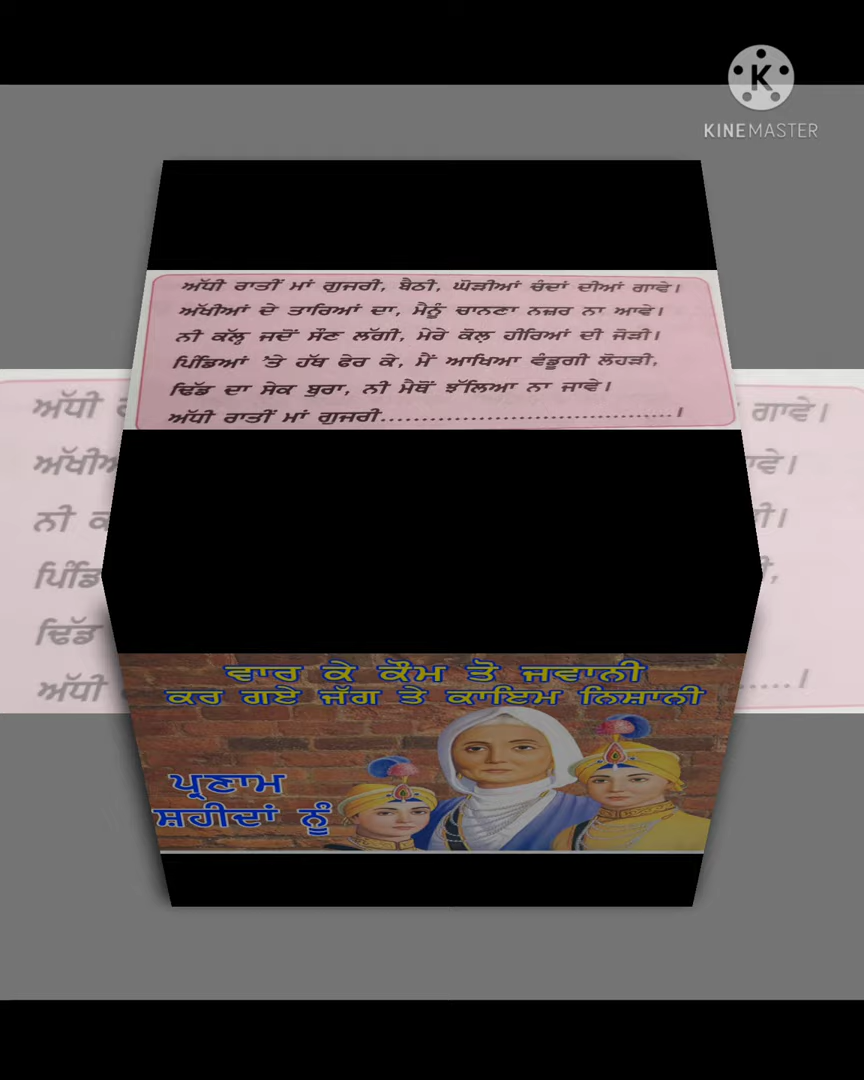 KINEMASTER
ਅੱਧੀ ਰਾਤੀਂ ਮਾਂ ਗੁਜਰੀ, ਬੈਠੀ, ਘੋੜੀਆਂ ਚੰਦਾਂ ਦੀਆਂ ਗਾਵੇ।
ਅੱਖੀਆਂ ਦੇ ਤਾਰਿਆਂ ਦਾ, ਮੈਨੂੰ ਚਾਨਣਾ ਨਜ਼ਰ ਨਾ ਆਵੇ।
ਨੀ ਕੱਲ੍ਹ ਜਦੋਂ ਸੌਣ ਲੱਗੀ, ਮੇਰੇ ਕੋਲ਼ ਹੀਰਿਆਂ ਦੀ ਜੋੜੀ।
ਪਿੰਡਿਆਂ ’ਤੇ ਹੱਥ ਫੇਰ ਕੇ, ਮੈਂ ਆਖਿਆ ਵੰਡੂਗੀ ਲੋਹੜੀ,
ਢਿੱਡ ਦਾ ਸੇਕ ਬੁਰਾ, ਨੀ ਮੈਥੋਂ ਝੱਲਿਆ ਨਾ ਜਾਵੇ।
ਅੱਧੀ ਰਾਤੀਂ ਮਾਂ ਗੁਜਰੀ.....................................।
ਅੱਧੀ ਗਾਵੇ।
ਅੱਖੀਆਂ
ਨੀ
ਢਿੱਡ
ਅੱਧੀ .....।
ਵਾਰ ਕੇ ਕੌਮ ਤੋ ਜਵਾਨੀ
ਕਰ ਗਏ ਜੱਗ ਤੇ ਕਾਇਮ ਨਿਸ਼ਾਨੀ
ਪ੍ਰਣਾਮ
ਸ਼ਹੀਦਾਂ ਨੂੰ